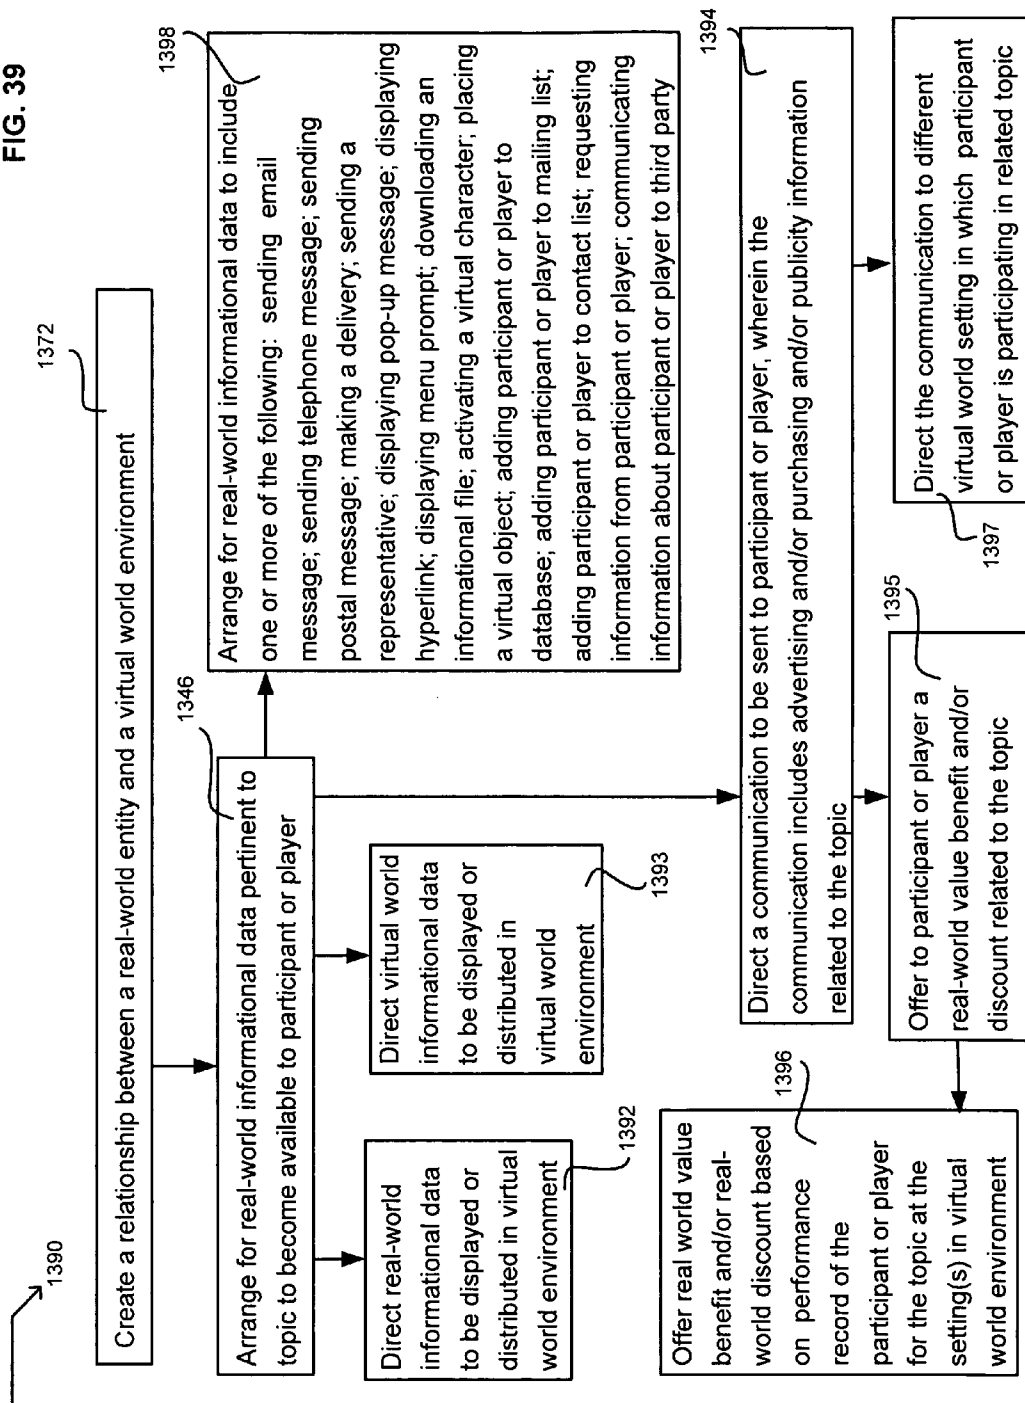 FIG. 39
1390
1372
Create a relationship between a real-world entity and a virtual world environment
1346
Arrange for real-world informational data pertinent to
topic to become available to participant or player
1398
Arrange for real-world informational data to include
one or more of the following: sending email
message; sending telephone message; sending
postal message; making a delivery; sending a
representative; displaying pop-up message; displaying
hyperlink; displaying menu prompt; downloading an
informational file; activating a virtual character; placing
a virtual object; adding participant or player to
database; adding participant or player to mailing list;
adding participant or player to contact list; requesting
information from participant or player; communicating
information about participant or player to third party
Direct real-world
informational data
to be displayed or
distributed in virtual
world environment
1392
Direct virtual world
informational data
to be displayed or
distributed in
virtual world
environment
1393
1394
Direct a communication to be sent to participant or player, wherein the
communication includes advertising and/or purchasing and/or publicity information
related to the topic
1396
Offer real world value
benefit and/or real-
world discount based
on performance
record of the
participant or player
for the topic at the
setting(s) in virtual
world environment
1395
Offer to participant or player a
real-world value benefit and/or
discount related to the topic
Direct the communication to different
virtual world setting in which participant
or player is participating in related topic
1397